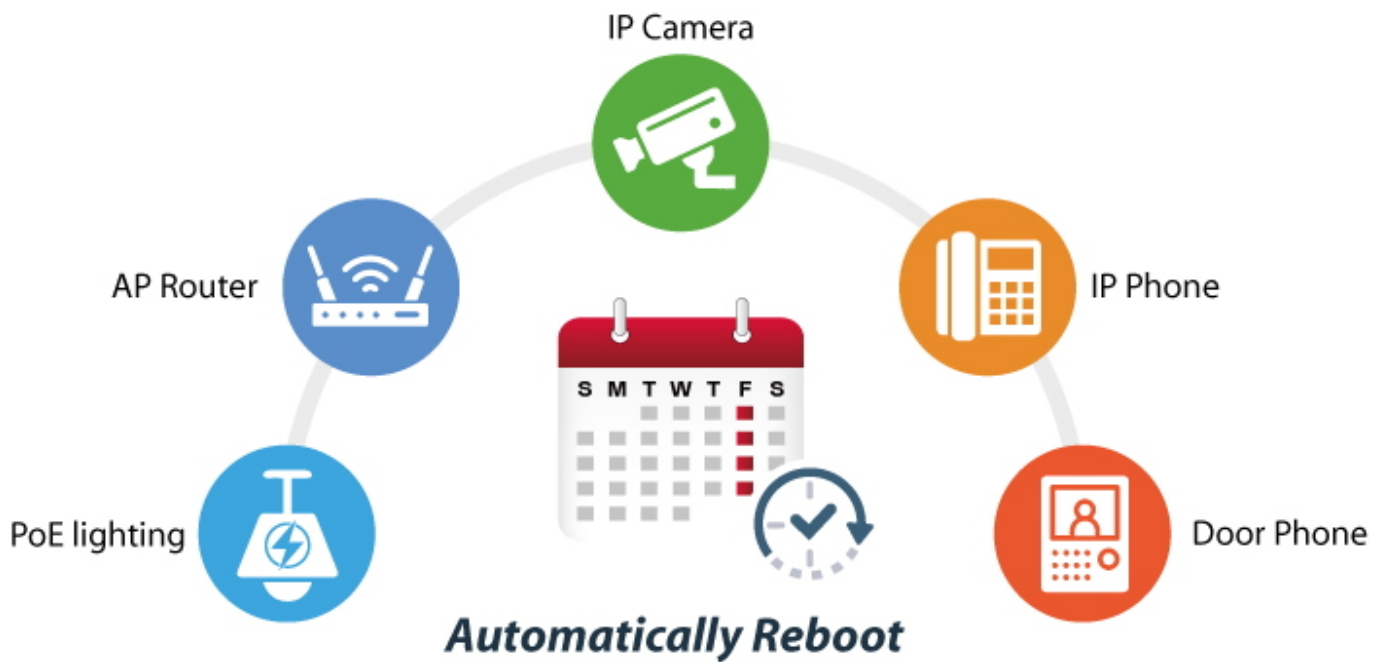 IP Camera
AP Router
IP Phone
S M T W T F S
PoE lighting
Door Phone
Automatically Reboot